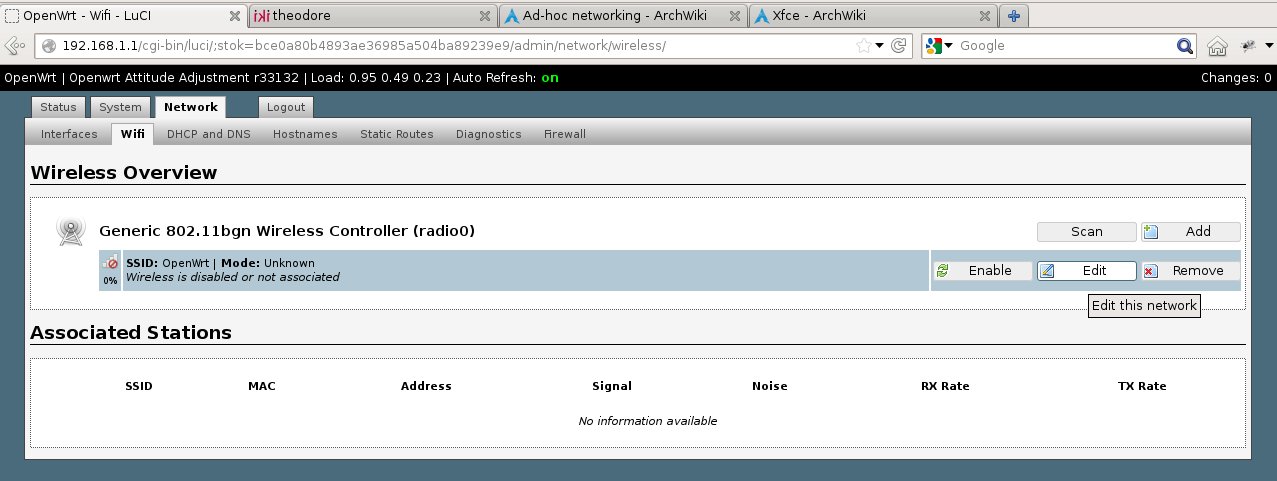 OpenWrt - Wifi - LuCI theodore Ad-hoc networking - ArchWiki Xfce - ArchWiki
192.168.1.1/cgi-bin/luci/;stok=bce0a80b4893ae36985a504ba89239e9/admin/network/wireless/ Google
OpenWrt | Openwrt Attitude Adjustment r33132 | Load: 0.95 0.49 0.23 | Auto Refresh: on Changes: 0
Status System Network Logout
Interfaces Wifi DHCP and DNS Hostnames Static Routes Diagnostics Firewall
Wireless Overview
Generic 802.11bgn Wireless Controller (radio0) Scan Add
SSID: OpenWrt | Mode: Unknown
Wireless is disabled or not associated
0% Enable Edit Remove
Edit this network
Associated Stations
SSID MAC Address Signal Noise RX Rate TX Rate
No information available